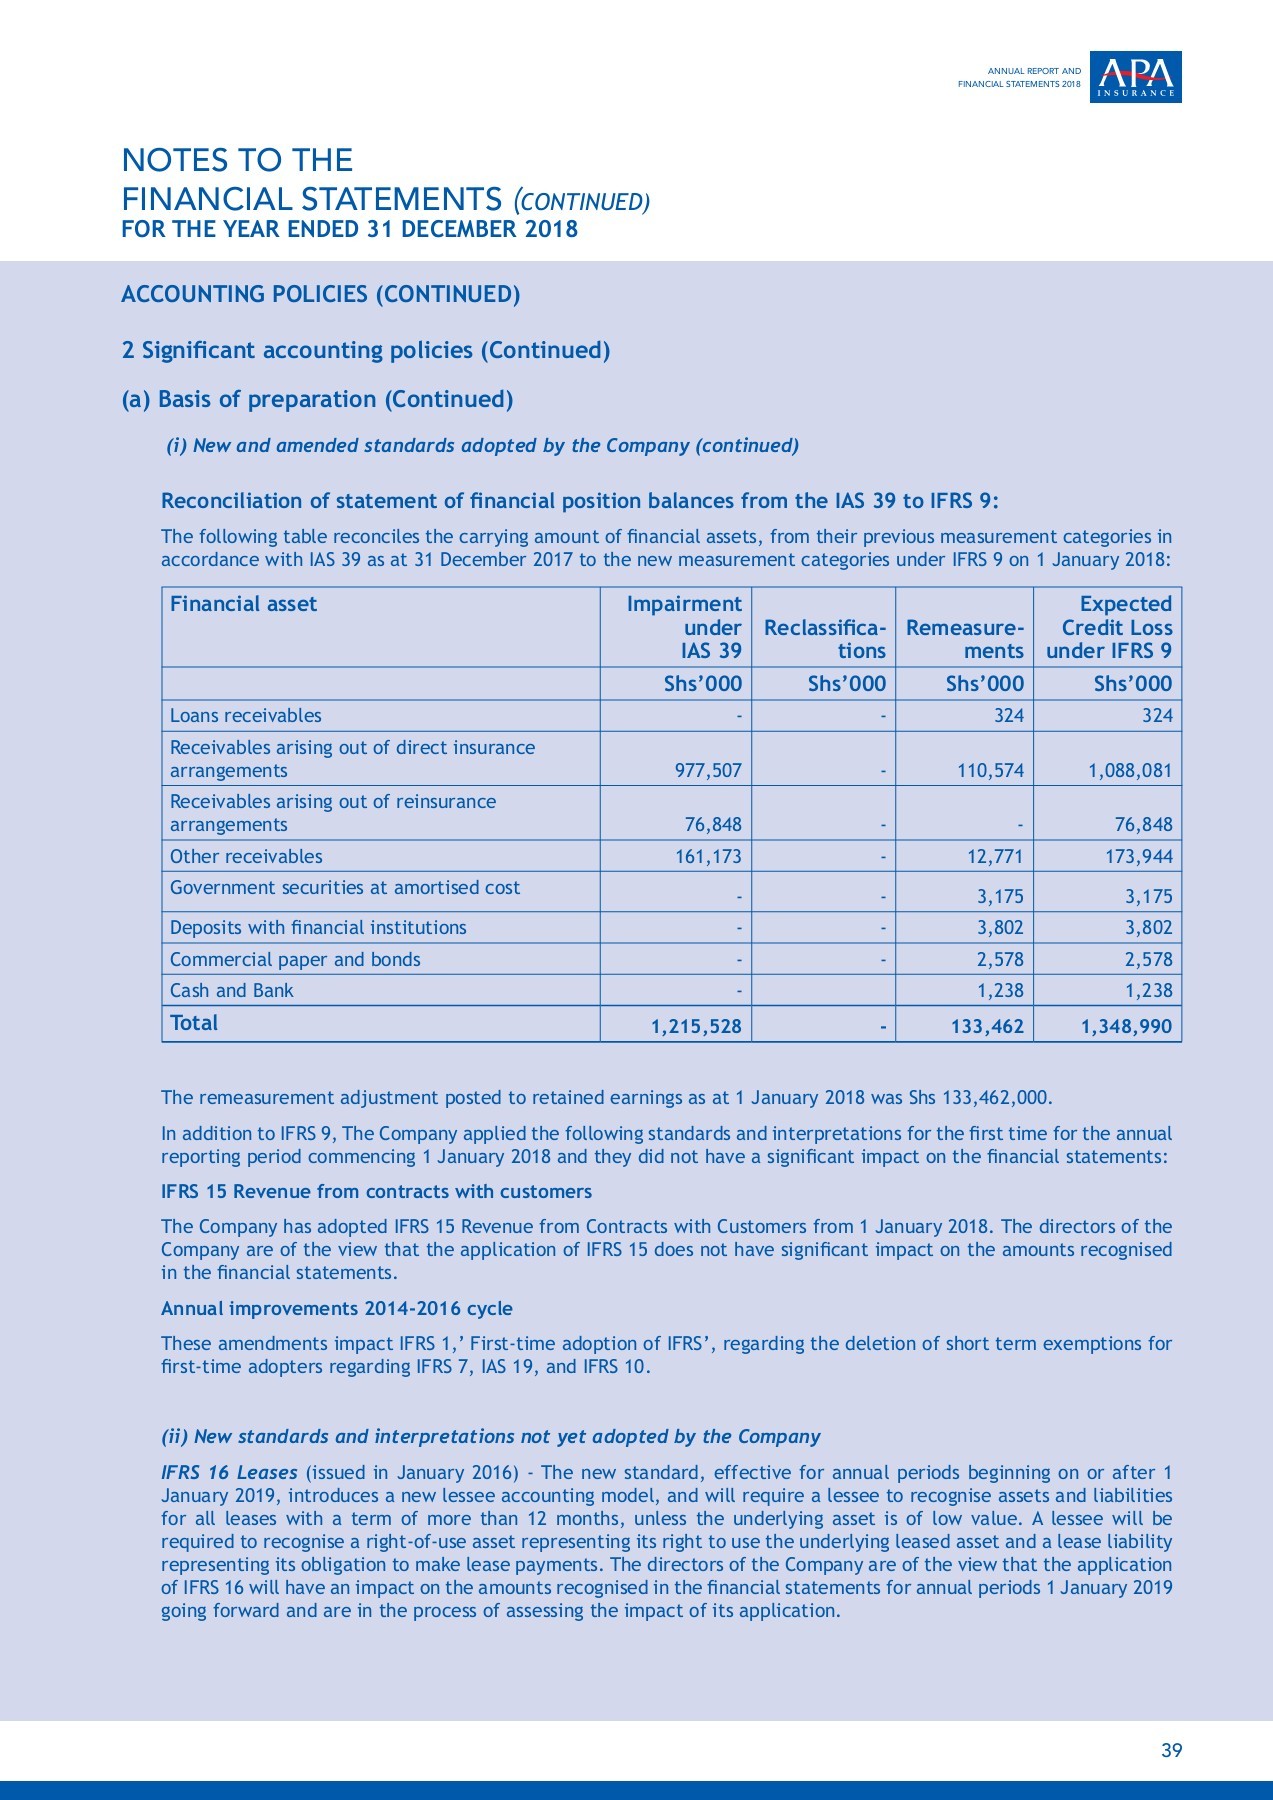 ANNUAL REPORT AND
FINANCIAL STATEMENTS 2018
APA
INSURANCE
NOTES TO THE
FINANCIAL STATEMENTS (CONTINUED)
FOR THE YEAR ENDED 31 DECEMBER 2018
ACCOUNTING POLICIES (CONTINUED)
2 Significant accounting policies (Continued)
(a) Basis of preparation (Continued)
(i) New and amended standards adopted by the Company (continued)
Reconciliation of statement of financial position balances from the IAS 39 to IFRS 9:
The following table reconciles the carrying amount of financial assets, from their previous measurement categories in
accordance with IAS 39 as at 31 December 2017 to the new measurement categories under IFRS 9 on 1 January 2018:
Financial asset Impairment Expected
under Reclassifica- Remeasure- Credit Loss
IAS 39 tions ments under IFRS 9
Shs’000 Shs’000 Shs’000 Shs’000
Loans receivables - - 324 324
Receivables arising out of direct insurance
arrangements 977,507 - 110,574 1,088,081
Receivables arising out of reinsurance
arrangements 76,848 - - 76,848
Other receivables 161,173 - 12,771 173,944
Government securities at amortised cost - - 3,175 3,175
Deposits with financial institutions - - 3,802 3,802
Commercial paper and bonds - - 2,578 2,578
Cash and Bank - 1,238 1,238
Total 1,215,528 - 133,462 1,348,990
The remeasurement adjustment posted to retained earnings as at 1 January 2018 was Shs 133,462,000.
In addition to IFRS 9, The Company applied the following standards and interpretations for the first time for the annual
reporting period commencing 1 January 2018 and they did not have a significant impact on the financial statements:
IFRS 15 Revenue from contracts with customers
The Company has adopted IFRS 15 Revenue from Contracts with Customers from 1 January 2018. The directors of the
Company are of the view that the application of IFRS 15 does not have significant impact on the amounts recognised
in the financial statements.
Annual improvements 2014-2016 cycle
These amendments impact IFRS 1,’ First-time adoption of IFRS’, regarding the deletion of short term exemptions for
first-time adopters regarding IFRS 7, IAS 19, and IFRS 10.
(ii) New standards and interpretations not yet adopted by the Company
IFRS 16 Leases (issued in January 2016) - The new standard, effective for annual periods beginning on or after 1
January 2019, introduces a new lessee accounting model, and will require a lessee to recognise assets and liabilities
for all leases with a term of more than 12 months, unless the underlying asset is of low value. A lessee will be
required to recognise a right-of-use asset representing its right to use the underlying leased asset and a lease liability
representing its obligation to make lease payments. The directors of the Company are of the view that the application
of IFRS 16 will have an impact on the amounts recognised in the financial statements for annual periods 1 January 2019
going forward and are in the process of assessing the impact of its application.
39